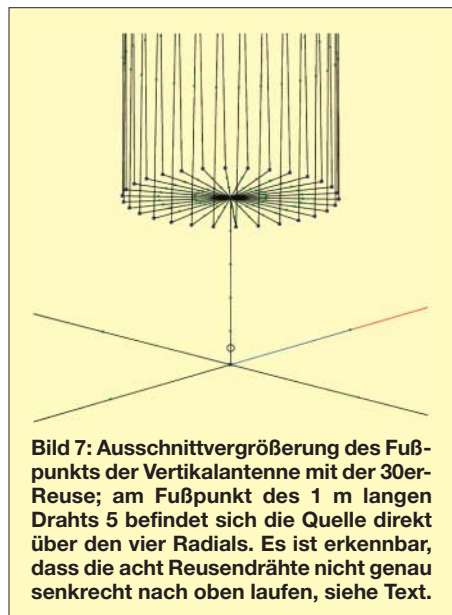 Bild 7: Ausschnittvergrößerung des Fuß-
punkts der Vertikalantenne mit der 30er-
Reuse; am Fußpunkt des 1 m langen
Drahts 5 befindet sich die Quelle direkt
über den vier Radials. Es ist erkennbar,
dass die acht Reusendrähte nicht genau
senkrecht nach oben laufen, siehe Text.